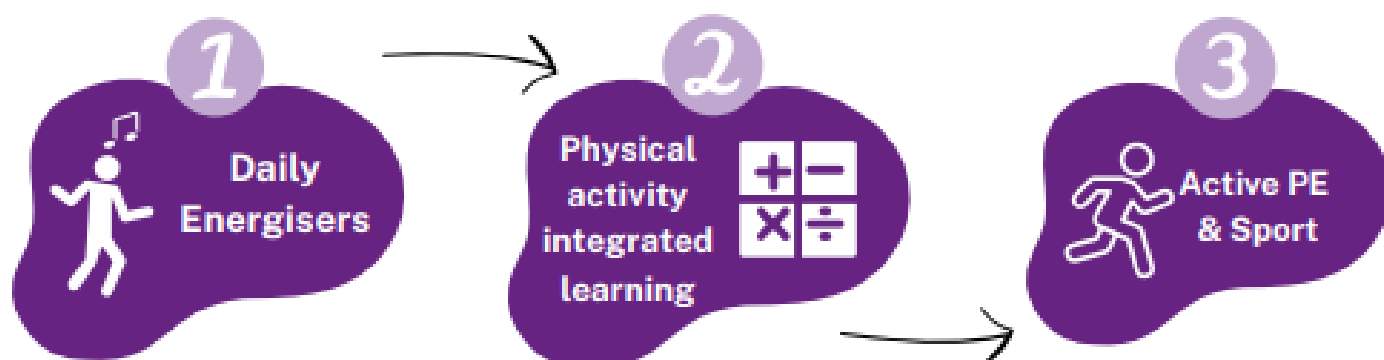 1
Daily
Energisers
2
Physical
activity
integrated
learning
+ −
× ÷
3
Active PE
& Sport